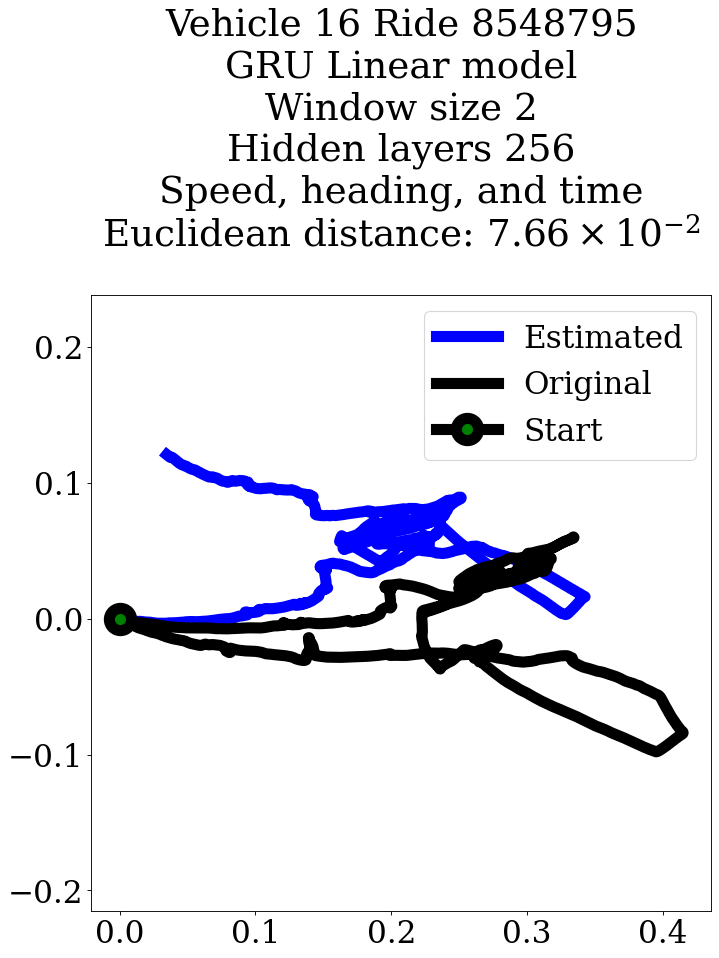 Vehicle 16 Ride 8548795
GRU Linear model
Window size 2
Hidden layers 256
Speed, heading, and time
Euclidean distance: 7.66 × 10⁻²
Estimated
Original
Start
0.2
0.1
0.0
−0.1
−0.2
0.0 0.1 0.2 0.3 0.4